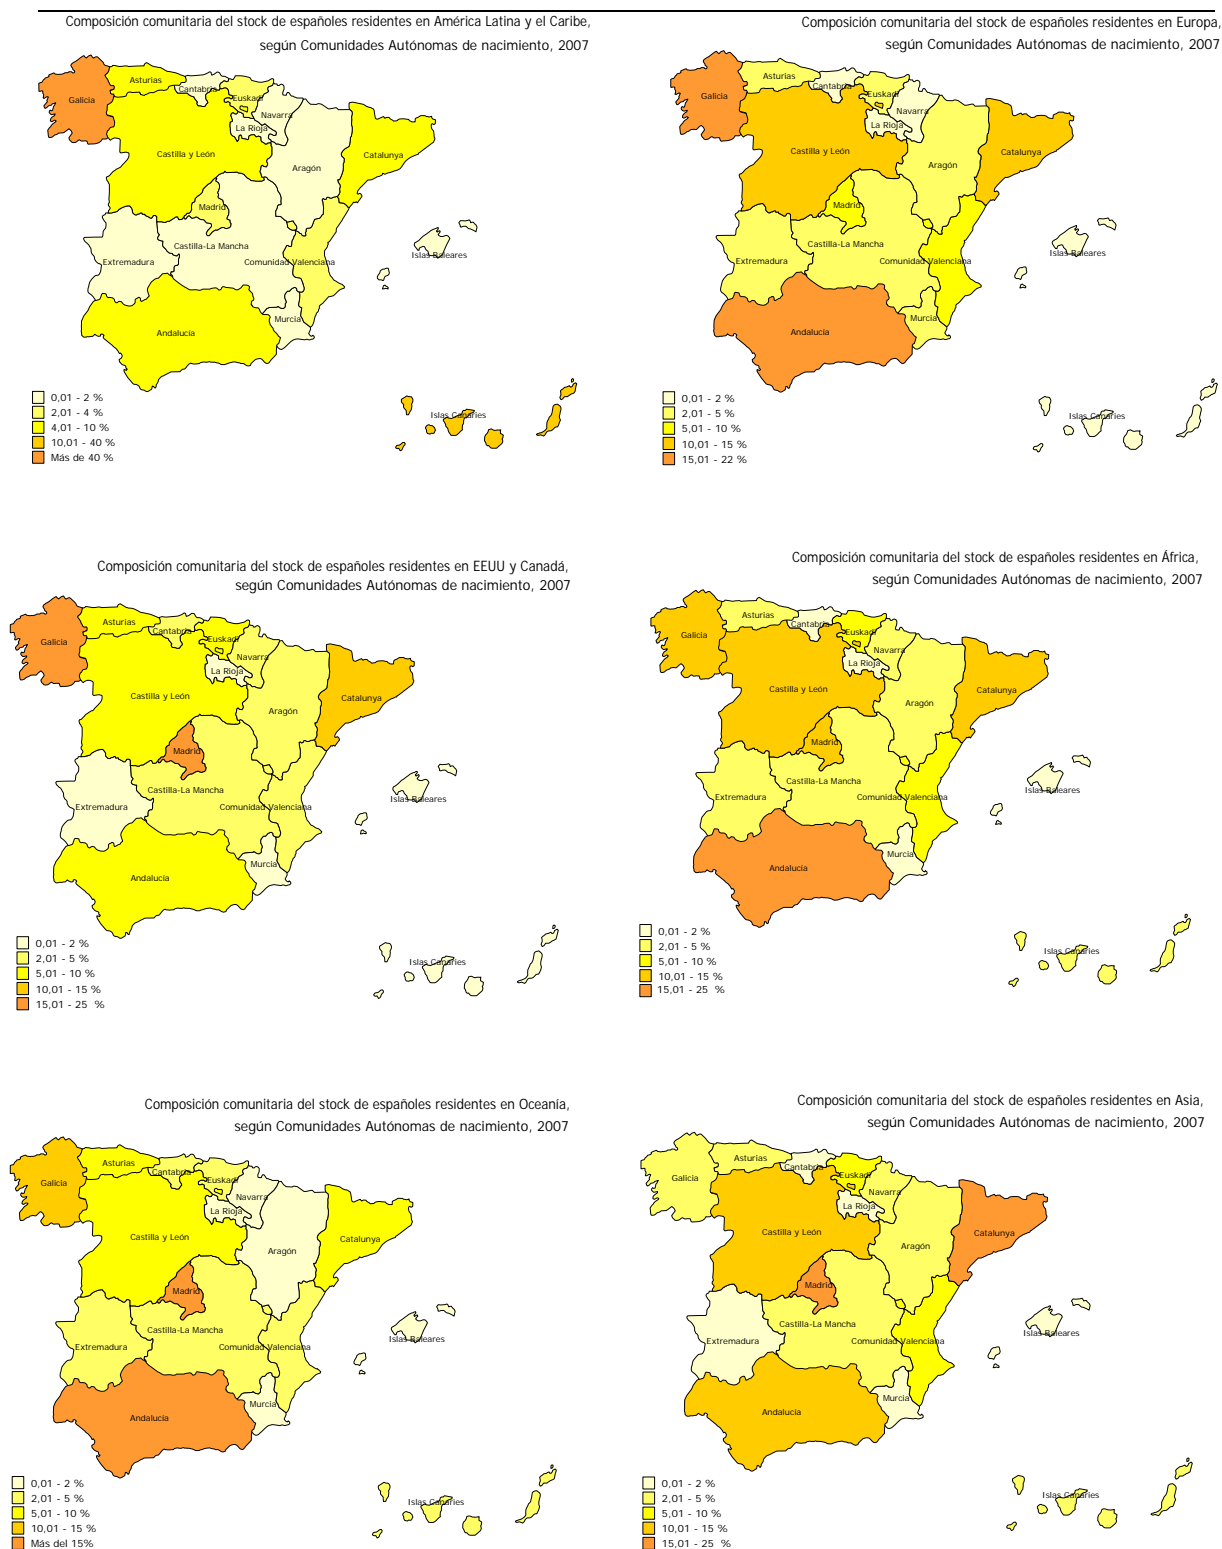 Composición comunitaria del stock de españoles residentes en América Latina y el Caribe,
según Comunidades Autónomas de nacimiento, 2007
Asturias
Cantabria
Euskadi
Galicia
Navarra
La Rioja
Castilla y León
Catalunya
Aragón
Madrid
Castilla-La Mancha
Extremadura
Comunidad Valenciana
Islas Baleares
Murcia
Andalucía
Islas Canaries
0,01 - 2 %
2,01 - 4 %
4,01 - 10 %
10,01 - 40 %
Más de 40 %
Composición comunitaria del stock de españoles residentes en Europa,
según Comunidades Autónomas de nacimiento, 2007
Asturias
Cantabria
Euskadi
Galicia
Navarra
La Rioja
Castilla y León
Catalunya
Aragón
Madrid
Castilla-La Mancha
Extremadura
Comunidad Valenciana
Islas Baleares
Murcia
Andalucía
Islas Canaries
0,01 - 2 %
2,01 - 5 %
5,01 - 10 %
10,01 - 15 %
15,01 - 22 %
Composición comunitaria del stock de españoles residentes en EEUU y Canadá,
según Comunidades Autónomas de nacimiento, 2007
Asturias
Cantabria
Euskadi
Galicia
Navarra
La Rioja
Castilla y León
Catalunya
Aragón
Madrid
Castilla-La Mancha
Extremadura
Comunidad Valenciana
Islas Baleares
Murcia
Andalucía
Islas Canaries
0,01 - 2 %
2,01 - 5 %
5,01 - 10 %
10,01 - 15 %
15,01 - 25 %
Composición comunitaria del stock de españoles residentes en África,
según Comunidades Autónomas de nacimiento, 2007
Asturias
Cantabria
Euskadi
Galicia
Navarra
La Rioja
Castilla y León
Catalunya
Aragón
Madrid
Castilla-La Mancha
Extremadura
Comunidad Valenciana
Islas Baleares
Murcia
Andalucía
Islas Canaries
0,01 - 2 %
2,01 - 5 %
5,01 - 10 %
10,01 - 15 %
15,01 - 25 %
Composición comunitaria del stock de españoles residentes en Oceanía,
según Comunidades Autónomas de nacimiento, 2007
Asturias
Cantabria
Euskadi
Galicia
Navarra
La Rioja
Castilla y León
Catalunya
Aragón
Madrid
Castilla-La Mancha
Extremadura
Comunidad Valenciana
Islas Baleares
Murcia
Andalucía
Islas Canaries
0,01 - 2 %
2,01 - 5 %
5,01 - 10 %
10,01 - 15 %
Más del 15%
Composición comunitaria del stock de españoles residentes en Asia,
según Comunidades Autónomas de nacimiento, 2007
Asturias
Cantabria
Euskadi
Galicia
Navarra
La Rioja
Castilla y León
Catalunya
Aragón
Madrid
Castilla-La Mancha
Extremadura
Comunidad Valenciana
Islas Baleares
Murcia
Andalucía
Islas Canaries
0,01 - 2 %
2,01 - 5 %
5,01 - 10 %
10,01 - 15 %
15,01 - 25 %